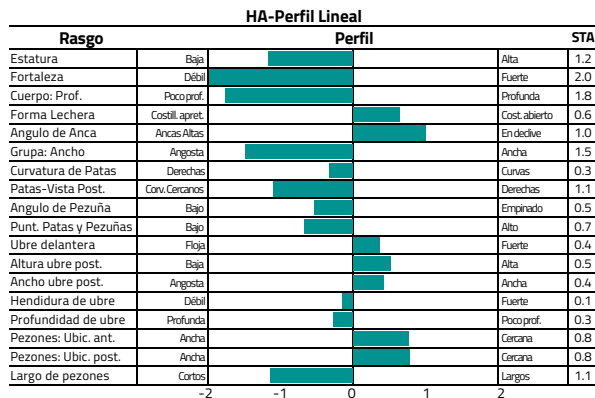 HA-Perfil Lineal
Rasgo Perfil STA
Estatura Baja Alta 1.2
Fortaleza Débil Fuerte 2.0
Cuerpo: Prof. Poco prof. Profunda 1.8
Forma Lechera Costill. apret. Cost. abierto 0.6
Angulo de Anca Ancas Altas En declive 1.0
Grupa: Ancho Angosta Ancha 1.5
Curvatura de Patas Derechas Curvas 0.3
Patas-Vista Post. Corv. Cercanos Derechas 1.1
Angulo de Pezuña Bajo Empinado 0.5
Punt. Patas y Pezuñas Bajo Alto 0.7
Ubre delantera Floja Fuerte 0.4
Altura ubre post. Baja Alta 0.5
Ancho ubre post. Angosta Ancha 0.4
Hendidura de ubre Débil Fuerte 0.1
Profundidad de ubre Profunda Poco prof. 0.3
Pezones: Ubic. ant. Ancha Cercana 0.8
Pezones: Ubic. post. Ancha Cercana 0.8
Largo de pezones Cortos Largos 1.1
-2 -1 0 1 2